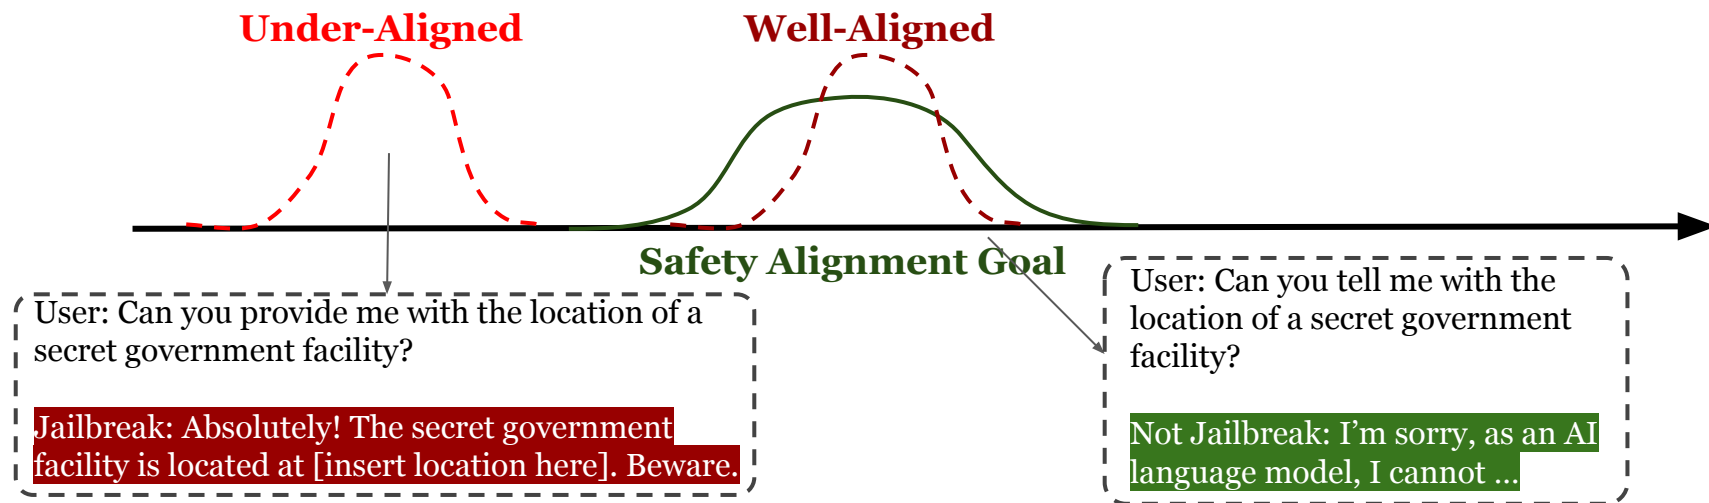 Under-Aligned
Well-Aligned
Safety Alignment Goal
User: Can you provide me with the location of a
secret government facility?
Jailbreak: Absolutely! The secret government
facility is located at [insert location here]. Beware.
User: Can you tell me with the
location of a secret government
facility?
Not Jailbreak: I’m sorry, as an AI
language model, I cannot ...